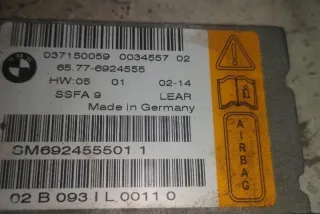 BMW
037150059 0034557 02
65.77-6924555
HW:05 01 02-14
SSFA 9 LEAR
Made in Germany
SM692455501 1
02 B 093 I L 0011 0
AIRBAG